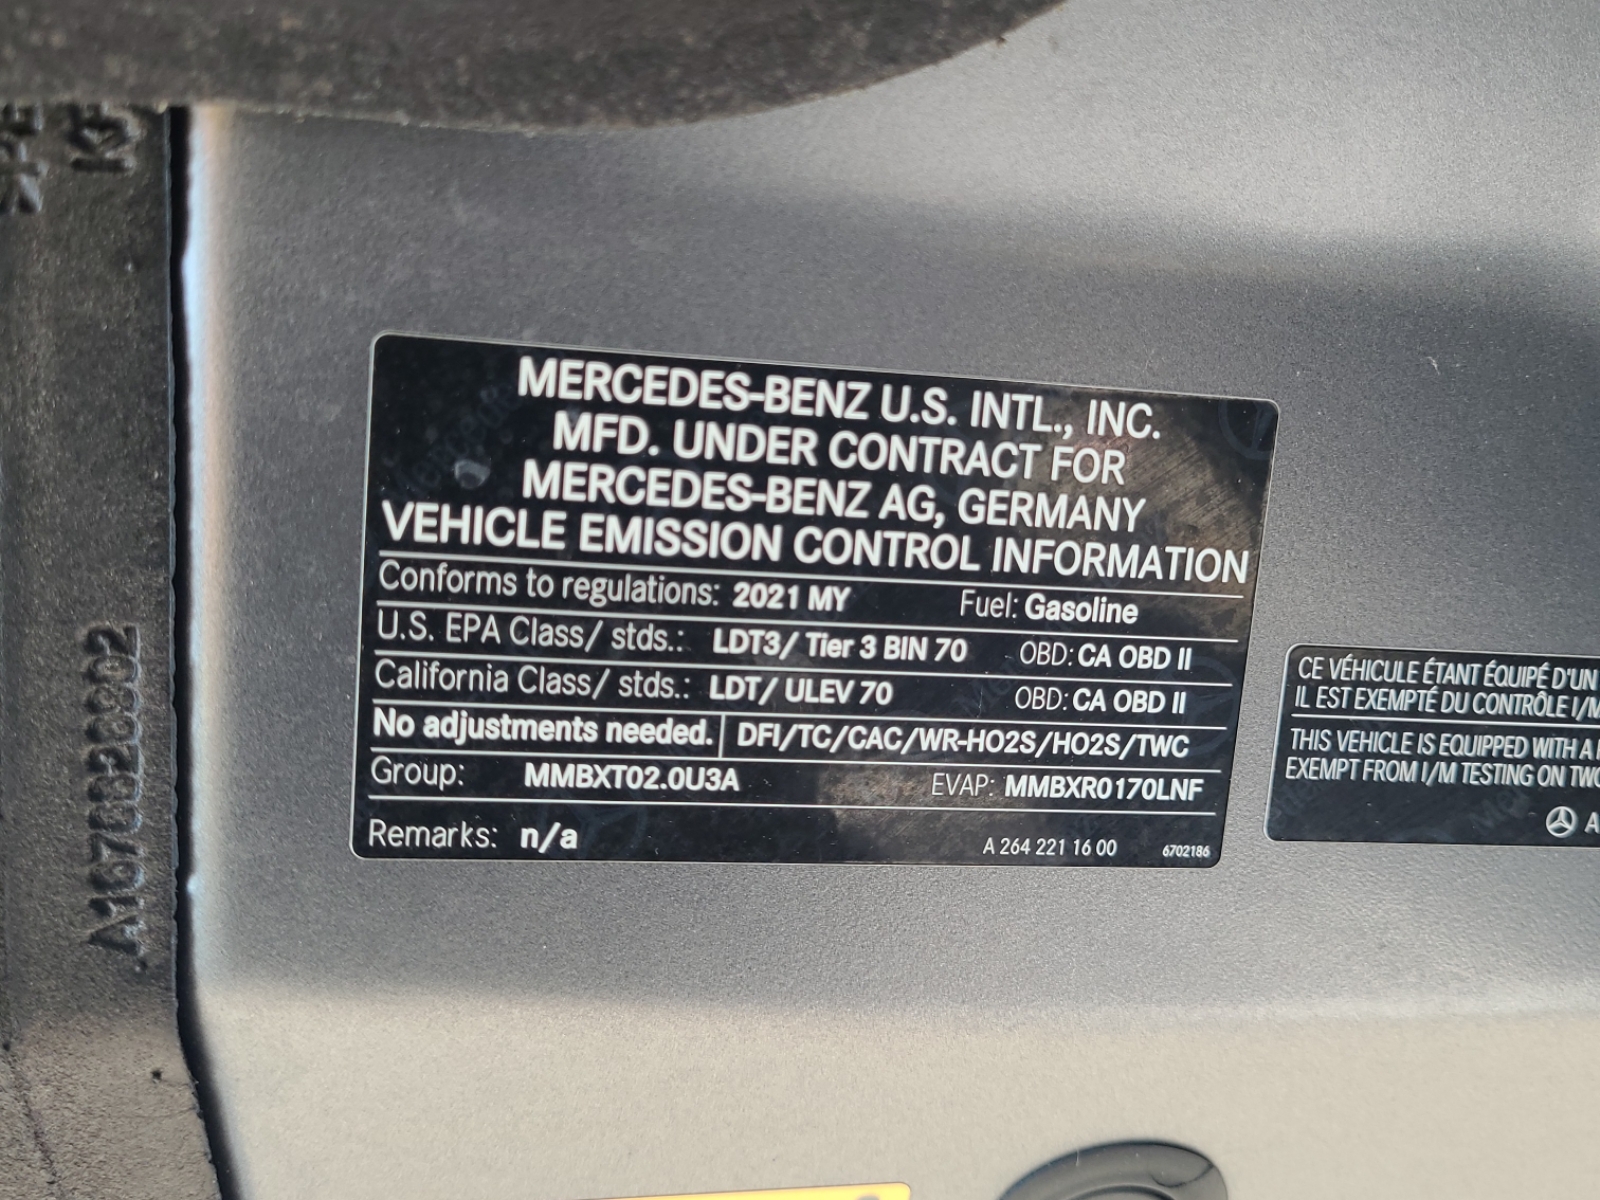 MERCEDES-BENZ U.S. INTL., INC.
MFD. UNDER CONTRACT FOR
MERCEDES-BENZ AG, GERMANY
VEHICLE EMISSION CONTROL INFORMATION
Conforms to regulations: 2021 MY Fuel: Gasoline
U.S. EPA Class/ stds.: LDT3/ Tier 3 BIN 70 OBD: CA OBD II
California Class/ stds.: LDT/ ULEV 70 OBD: CA OBD II
No adjustments needed. DFI/TC/CAC/WR-HO2S/HO2S/TWC
Group: MMBXT02.0U3A EVAP: MMBXR0170LNF
Remarks: n/a A 264 221 16 00 6702186
CE VÉHICULE ÉTANT ÉQUIPÉ D'UN
IL EST EXEMPTÉ DU CONTRÔLE I/M
THIS VEHICLE IS EQUIPPED WITH A
EXEMPT FROM I/M TESTING ON
A